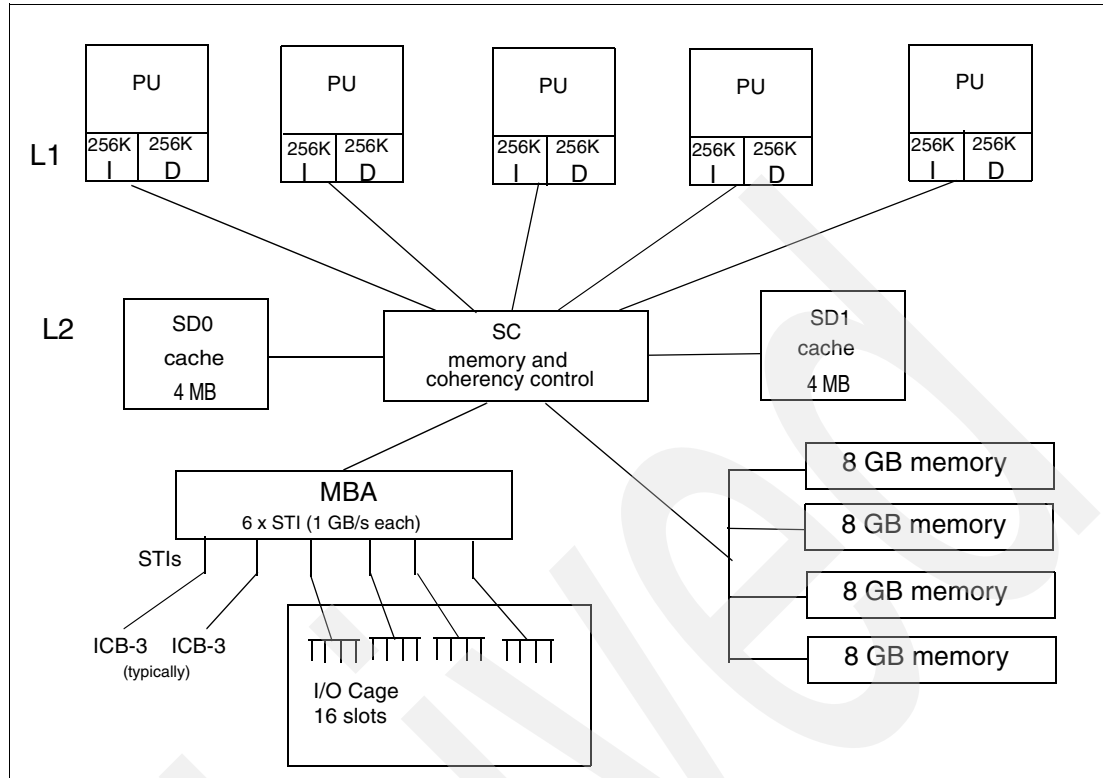 PU PU PU PU PU
L1
256K 256K 256K 256K 256K 256K 256K 256K 256K 256K
I D I D I D I D I D
L2
SD0
cache
4 MB
SC
memory and
coherency control
SD1
cache
4 MB
MBA
6 x STI (1 GB/s each)
STIs
ICB-3 ICB-3
(typically)
I/O Cage
16 slots
8 GB memory
8 GB memory
8 GB memory
8 GB memory